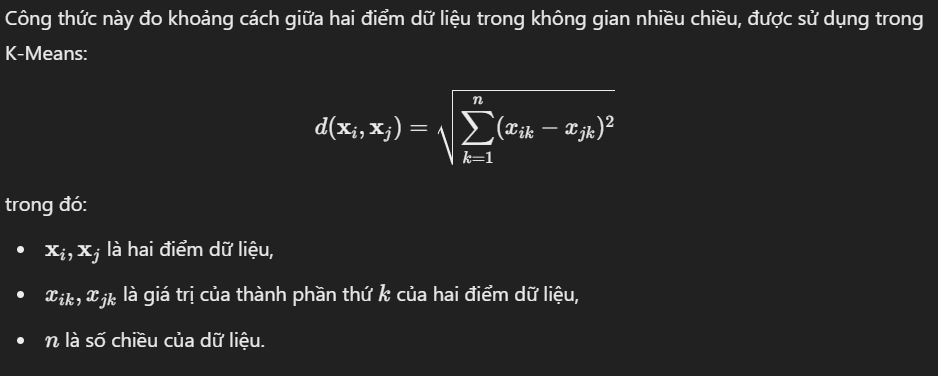 Công thức này đo khoảng cách giữa hai điểm dữ liệu trong không gian nhiều chiều, được sử dụng trong
K-Means:
$d(\mathbf{x}_i, \mathbf{x}_j) = \sqrt{\sum_{k=1}^{n} (x_{ik} - x_{jk})^2}$
trong đó:
• $\mathbf{x}_i, \mathbf{x}_j$ là hai điểm dữ liệu,
• $x_{ik}, x_{jk}$ là giá trị của thành phần thứ $k$ của hai điểm dữ liệu,
• $n$ là số chiều của dữ liệu.